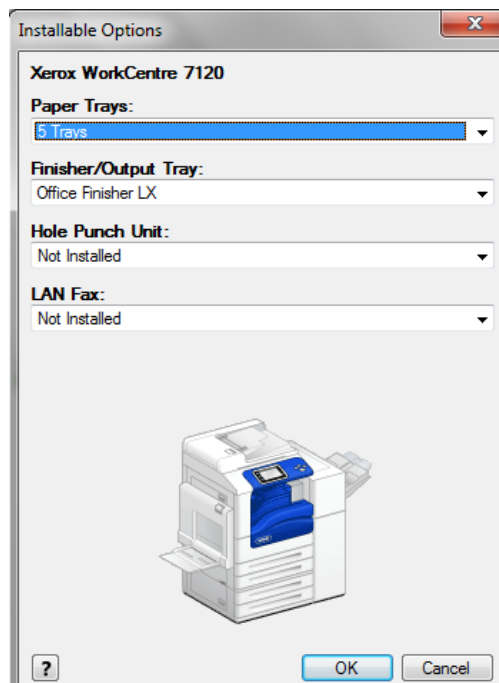 Installable Options
Xerox WorkCentre 7120
Paper Trays:
5 Trays
Finisher/Output Tray:
Office Finisher LX
Hole Punch Unit:
Not Installed
LAN Fax:
Not Installed
?
OK
Cancel